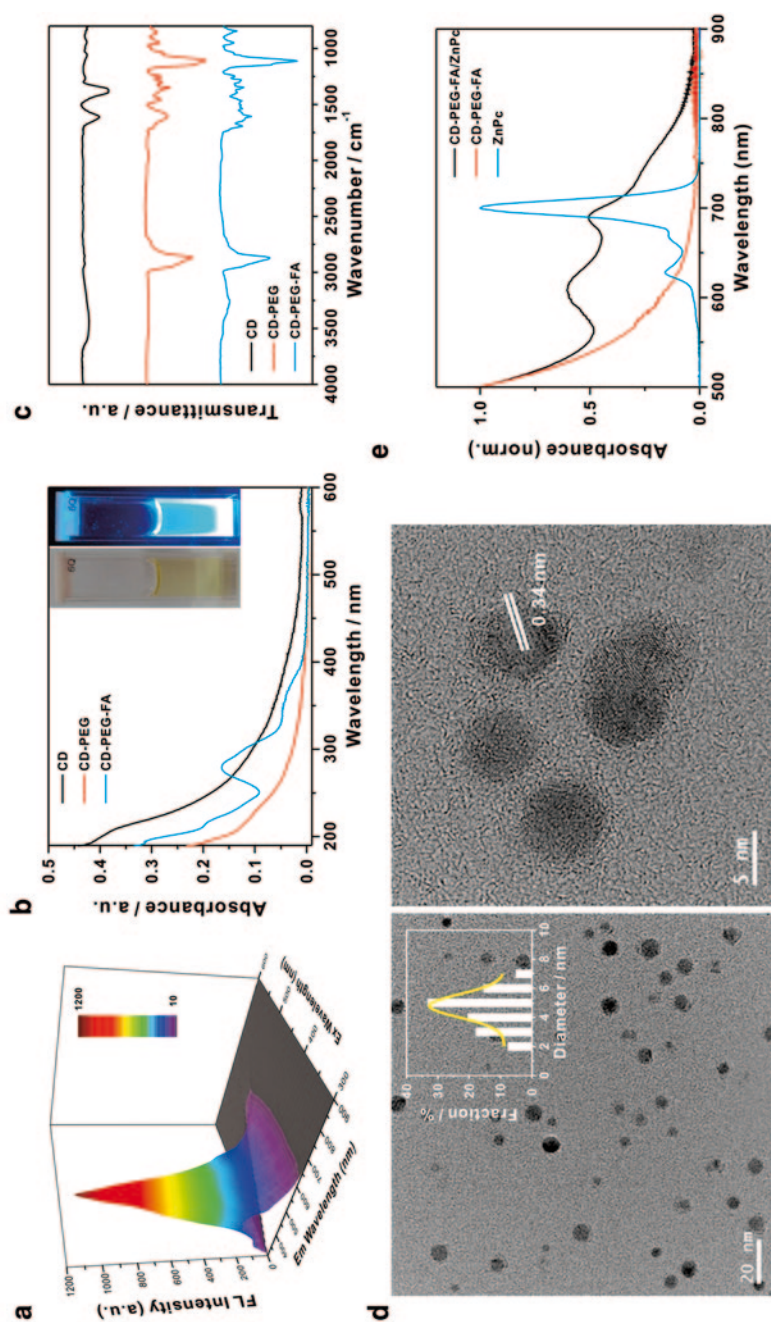 a
FL Intensity (a.u.)
1200
1000
800
600
400
200
0
Em Wavelength (nm)
Ex Wavelength (nm)
1200
10
b
Absorbance / a.u.
0.5
0.4
0.3
0.2
0.1
0.0
CD
CD-PEG
CD-PEG-FA
200
300
400
500
600
Wavelength / nm
c
Transmittance / a.u.
CD
CD-PEG
CD-PEG-FA
4000
3500
3000
2500
2000
1500
1000
Wavenumber / cm-1
d
20 nm
Fraction / %
40
30
20
10
0
0
2
4
6
8
10
Diameter / nm
0.34 nm
5 nm
e
Absorbance (norm.)
1.0
0.5
0.0
CD-PEG-FA/ZnPc
CD-PEG-FA
ZnPc
500
600
700
800
900
Wavelength (nm)